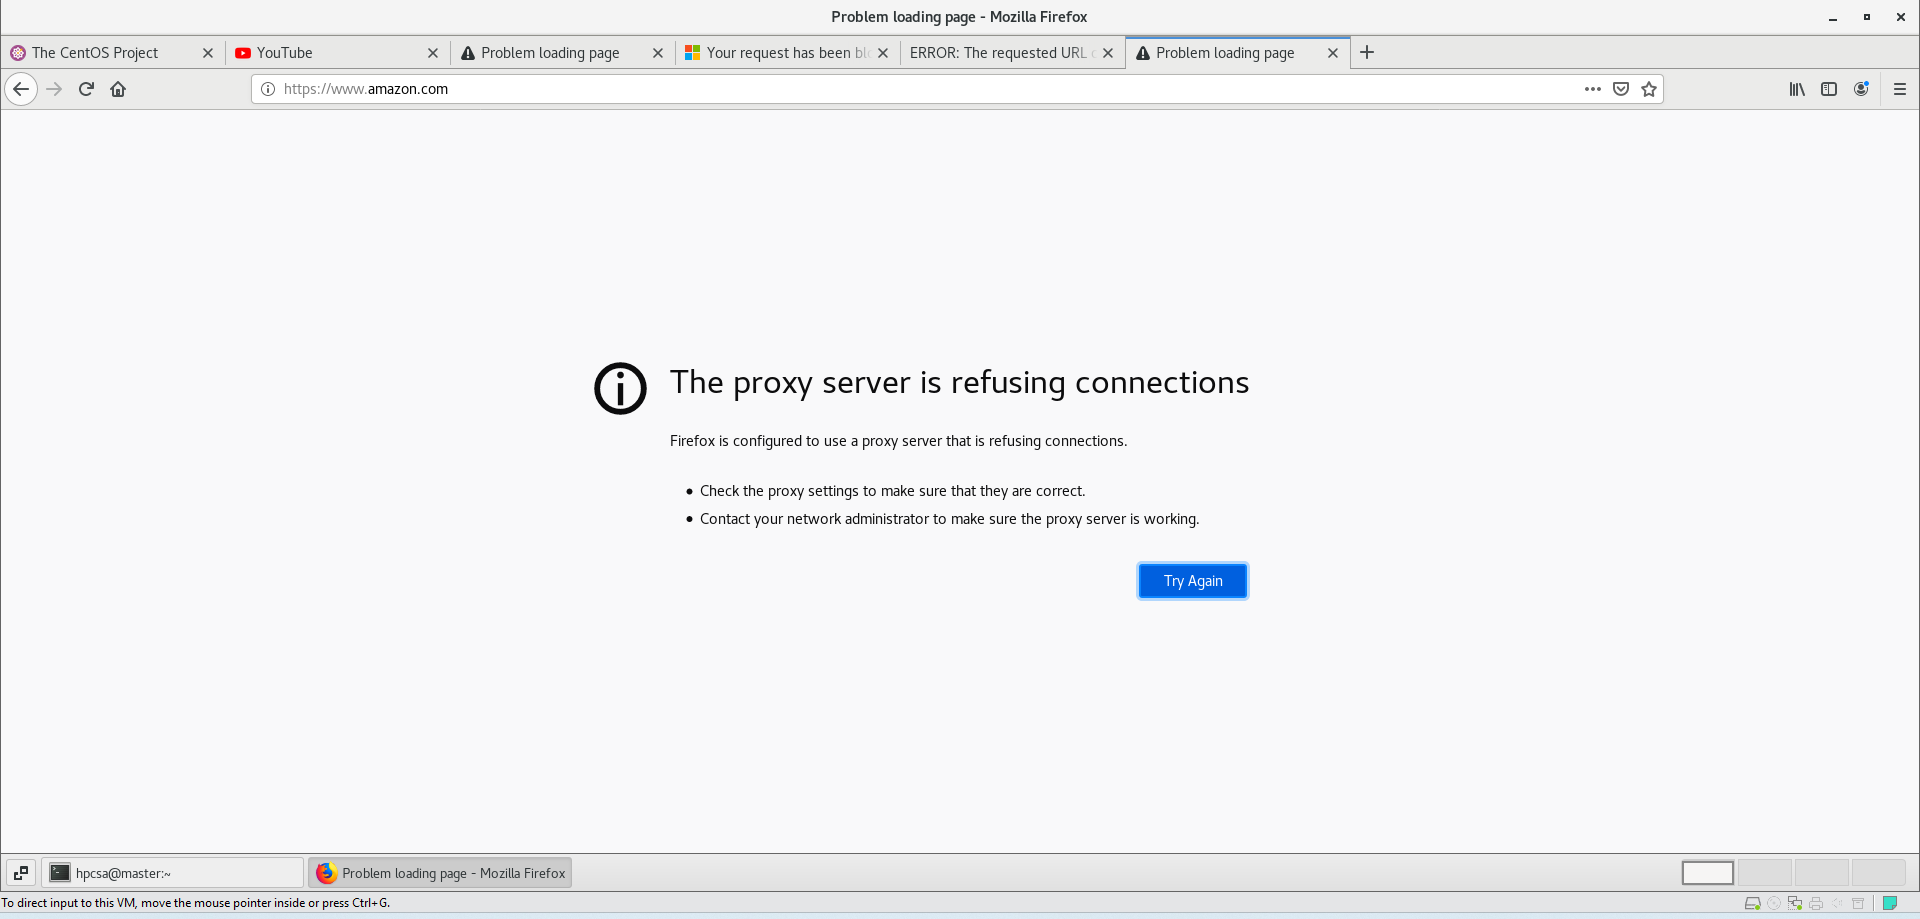 Problem loading page - Mozilla Firefox
The CentOS Project
YouTube
Problem loading page
Your request has been blo
ERROR: The requested URL c
Problem loading page
https://www.amazon.com
The proxy server is refusing connections
Firefox is configured to use a proxy server that is refusing connections.
• Check the proxy settings to make sure that they are correct.
• Contact your network administrator to make sure the proxy server is working.
Try Again
hpcsa@master:~
Problem loading page - Mozilla Firefox
To direct input to this VM, move the mouse pointer inside or press Ctrl+G.